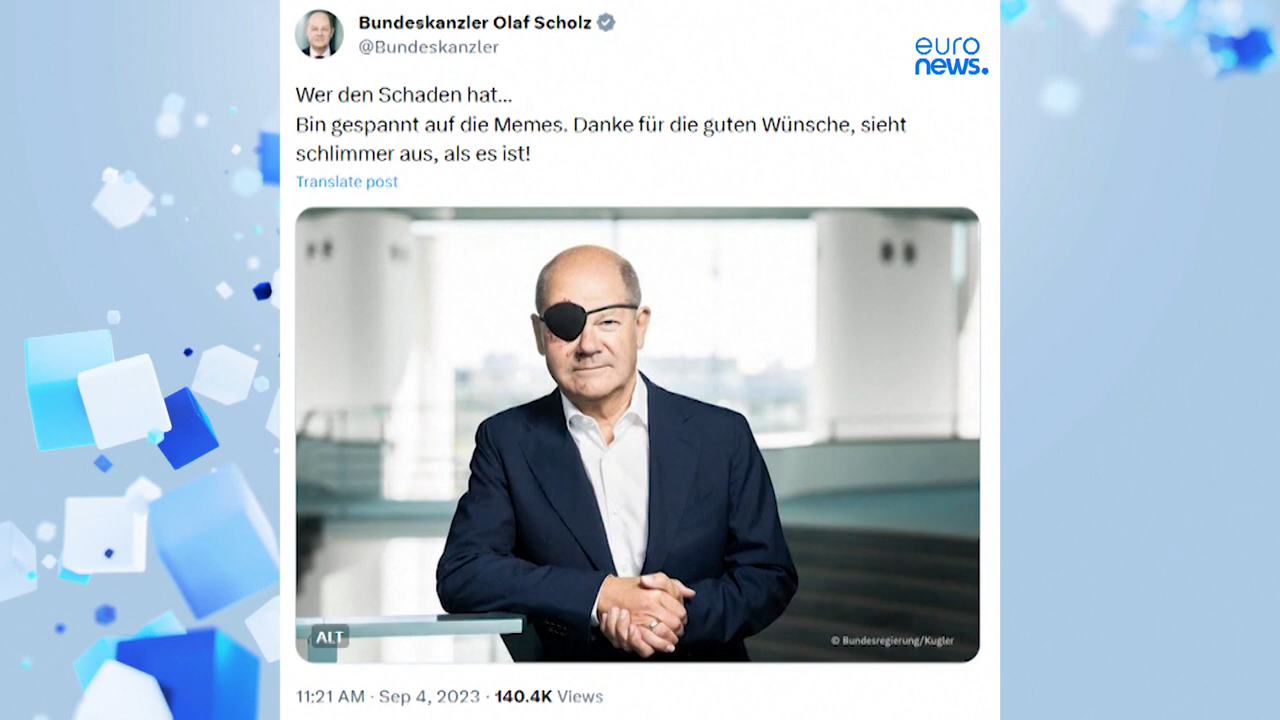 Bundeskanzler Olaf Scholz
@Bundeskanzler
euro
news.
Wer den Schaden hat...
Bin gespannt auf die Memes. Danke für die guten Wünsche, sieht
schlimmer aus, als es ist!
Translate post
ALT
© Bundesregierung/Kugler
11:21 AM · Sep 4, 2023 · 140.4K Views